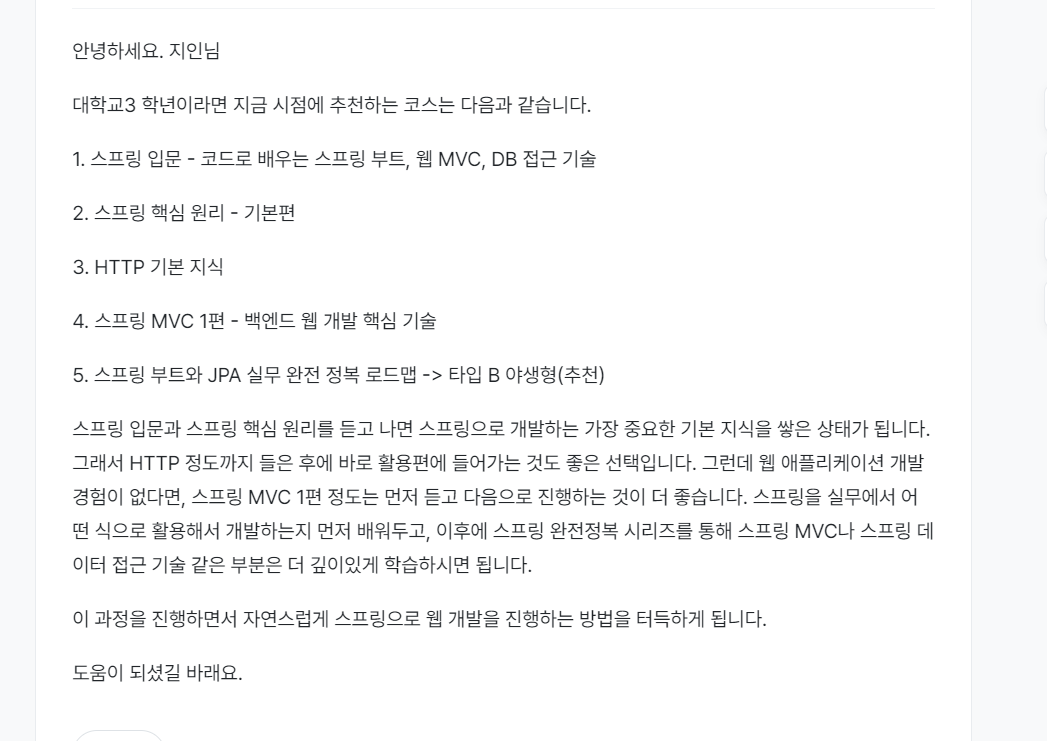 안녕하세요. 지인님
대학교3 학년이라면 지금 시점에 추천하는 코스는 다음과 같습니다.
1. 스프링 입문 - 코드로 배우는 스프링 부트, 웹 MVC, DB 접근 기술
2. 스프링 핵심 원리 - 기본편
3. HTTP 기본 지식
4. 스프링 MVC 1편 - 백엔드 웹 개발 핵심 기술
5. 스프링 부트와 JPA 실무 완전 정복 로드맵 -> 타입 B 야생형(추천)
스프링 입문과 스프링 핵심 원리를 듣고 나면 스프링으로 개발하는 가장 중요한 기본 지식을 쌓은 상태가 됩니다.
그래서 HTTP 정도까지 들은 후에 바로 활용편에 들어가는 것도 좋은 선택입니다. 그런데 웹 애플리케이션 개발
경험이 없다면, 스프링 MVC 1편 정도는 먼저 듣고 다음으로 진행하는 것이 더 좋습니다. 스프링을 실무에서 어
떤 식으로 활용해서 개발하는지 먼저 배워두고, 이후에 스프링 완전정복 시리즈를 통해 스프링 MVC나 스프링 데
이터 접근 기술 같은 부분은 더 깊이있게 학습하시면 됩니다.
이 과정을 진행하면서 자연스럽게 스프링으로 웹 개발을 진행하는 방법을 터득하게 됩니다.
도움이 되셨길 바래요.